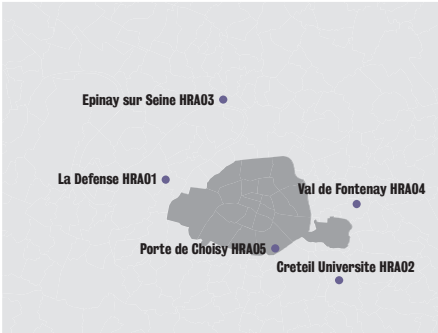 Epinay sur Seine HRA03
La Defense HRA01
Val de Fontenay HRA04
Porte de Choisy HRA05
Creteil Universite HRA02